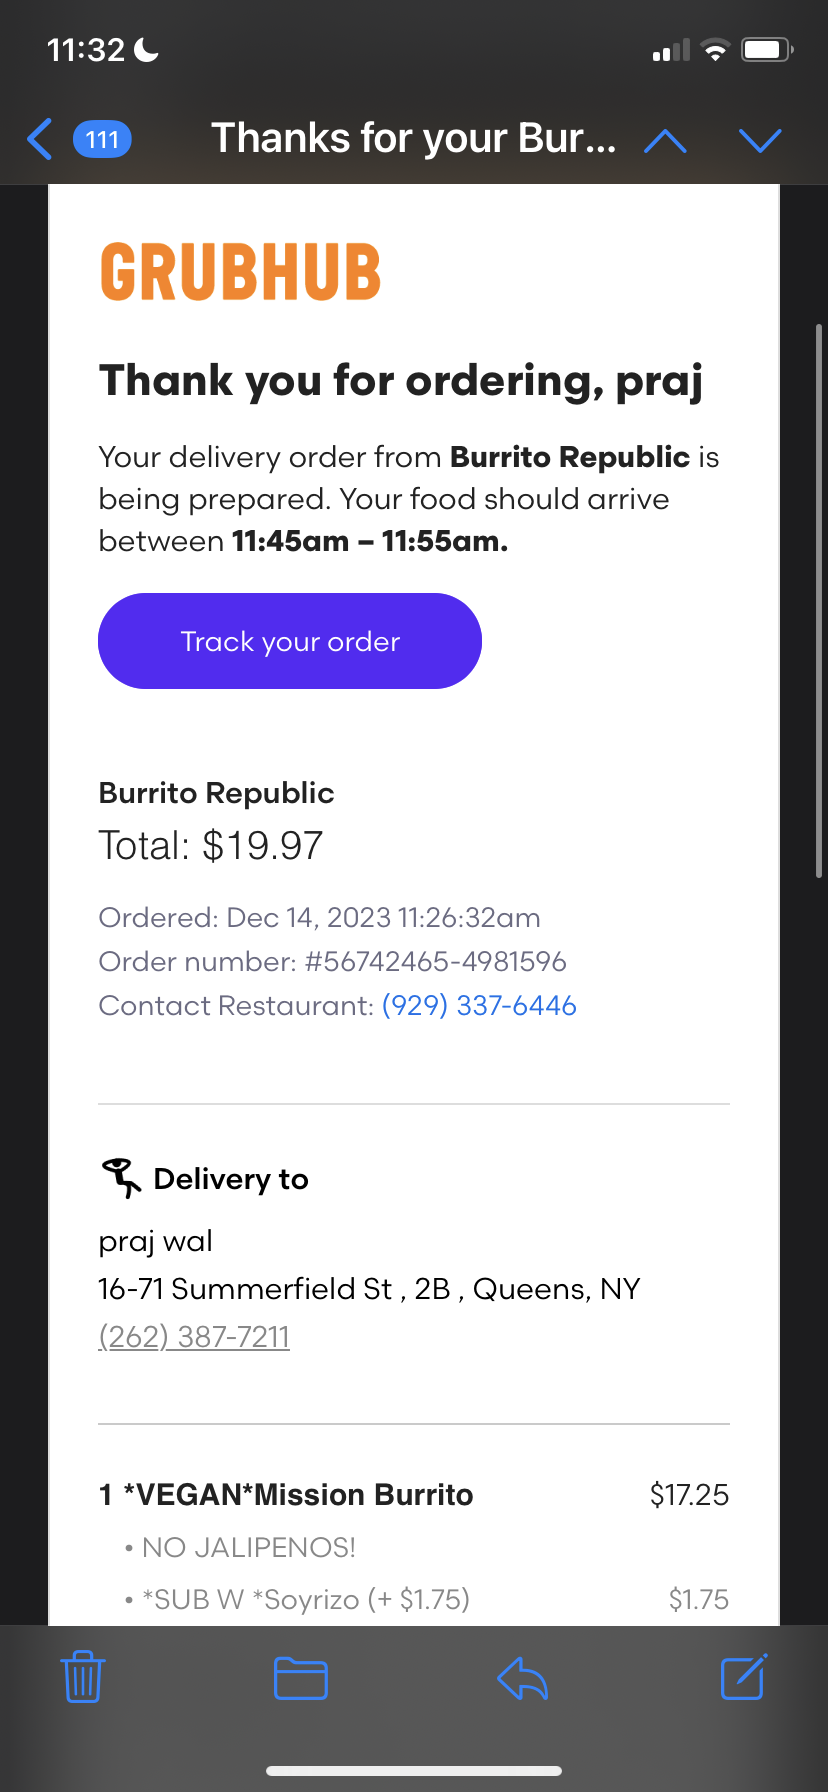 11:32
111
Thanks for your Bur...
GRUBHUB
Thank you for ordering, praj
Your delivery order from Burrito Republic is
being prepared. Your food should arrive
between 11:45am – 11:55am.
Track your order
Burrito Republic
Total: $19.97
Ordered: Dec 14, 2023 11:26:32am
Order number: #56742465-4981596
Contact Restaurant: (929) 337-6446
Delivery to
praj wal
16-71 Summerfield St , 2B , Queens, NY
(262) 387-7211
1 *VEGAN*Mission Burrito $17.25
• NO JALIPENOS!
• *SUB W *Soyrizo (+ $1.75) $1.75